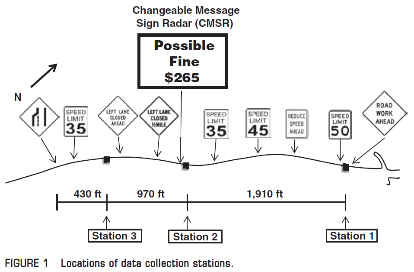 Changeable Message
Sign Radar (CMSR)
Possible
Fine
$265
N
SPEED
LIMIT
35
LEFT LANE
CLOSED
AHEAD
LEFT LANE
CLOSED
SPEED
LIMIT
35
SPEED
LIMIT
45
REDUCE
SPEED
AHEAD
SPEED
LIMIT
50
ROAD
WORK
AHEAD
430 ft
970 ft
1,910 ft
Station 3
Station 2
Station 1
FIGURE 1 Locations of data collection stations.